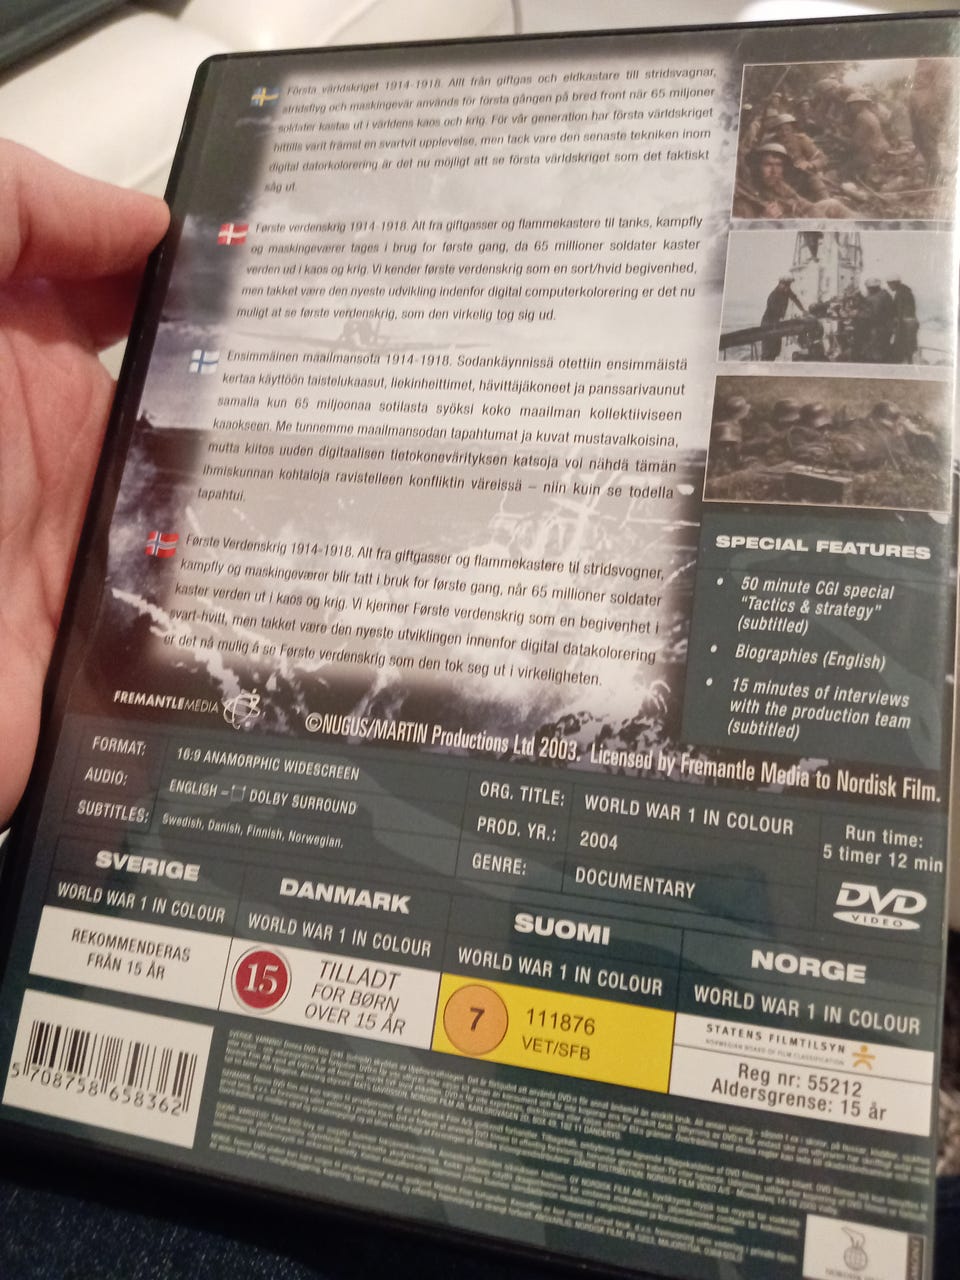 Första världskriget 1914-1918. Allt från giftgas och eldkastare till stridsvagnar,
stridsflyg och maskingevär används för första gången på bred front när 65 miljoner
soldater kastas ut i världens kaos och krig. För vår generation har första världskriget
hittills varit främst en svartvit upplevelse, men tack vare den senaste tekniken inom
digital datorkolorering är det nu möjligt att se första världskriget som det faktiskt
såg ut.
Første verdenskrig 1914-1918. Alt fra giftgasser og flammekastere til tanks, kampfly
og maskingeværer tages i brug for første gang, da 65 millioner soldater kaster
verden ud i kaos og krig. Vi kender første verdenskrig som en sort/hvid begivenhed,
men takket være den nyeste udvikling indenfor digital computerkolorering er det nu
muligt at se første verdenskrig, som den virkelig tog sig ud.
Ensimmäinen maailmansota 1914-1918. Sodankäynnissä otettiin ensimmäistä
kertaa käyttöön taistelukaasut, liekinheittimet, hävittäjäkoneet ja panssarivaunut
samalla kun 65 miljoonaa sotilasta syöksi koko maailman kollektiiviseen
kaaokseen. Me tunnemme maailmansodan tapahtumat ja kuvat mustavalkoisina,
mutta kiitos uuden digitaalisen tietokonevärityksen katsoja voi nähdä tämän
ihmiskunnan kohtaloja ravistelleen konfliktin väreissä – niin kuin se todella
tapahtui.
Første Verdenskrig 1914-1918. Alt fra giftgasser og flammekastere til stridsvogner,
kampfly og maskingeværer blir tatt i bruk for første gang, når 65 millioner soldater
kaster verden ut i kaos og krig. Vi kjenner Første verdenskrig som en begivenhet i
svart-hvitt, men takket være den nyeste utviklingen innenfor digital datakolorering
er det nå mulig å se Første verdenskrig som den tok seg ut i virkeligheten.
SPECIAL FEATURES
• 50 minute CGI special
"Tactics & strategy"
(subtitled)
• Biographies (English)
• 15 minutes of interviews
with the production team
(subtitled)
FREMANTLEMEDIA
©NUGUS/MARTIN Productions Ltd 2003. Licensed by Fremantle Media to Nordisk Film.
FORMAT: 16:9 ANAMORPHIC WIDESCREEN
AUDIO: ENGLISH – DOLBY SURROUND
SUBTITLES: Swedish, Danish, Finnish, Norwegian.
ORG. TITLE: WORLD WAR 1 IN COLOUR
PROD. YR.: 2004
GENRE: DOCUMENTARY
Run time:
5 timer 12 min
DVD
VIDEO
SVERIGE
WORLD WAR 1 IN COLOUR
REKOMMENDERAS
FRÅN 15 ÅR
DANMARK
WORLD WAR 1 IN COLOUR
15
TILLADT
FOR BØRN
OVER 15 ÅR
SUOMI
WORLD WAR 1 IN COLOUR
7
111876
VET/SFB
NORGE
WORLD WAR 1 IN COLOUR
STATENS FILMTILSYN
NORWEGIAN BOARD OF FILM CLASSIFICATION
Reg nr: 55212
Aldersgrense: 15 år
5 708758 658362